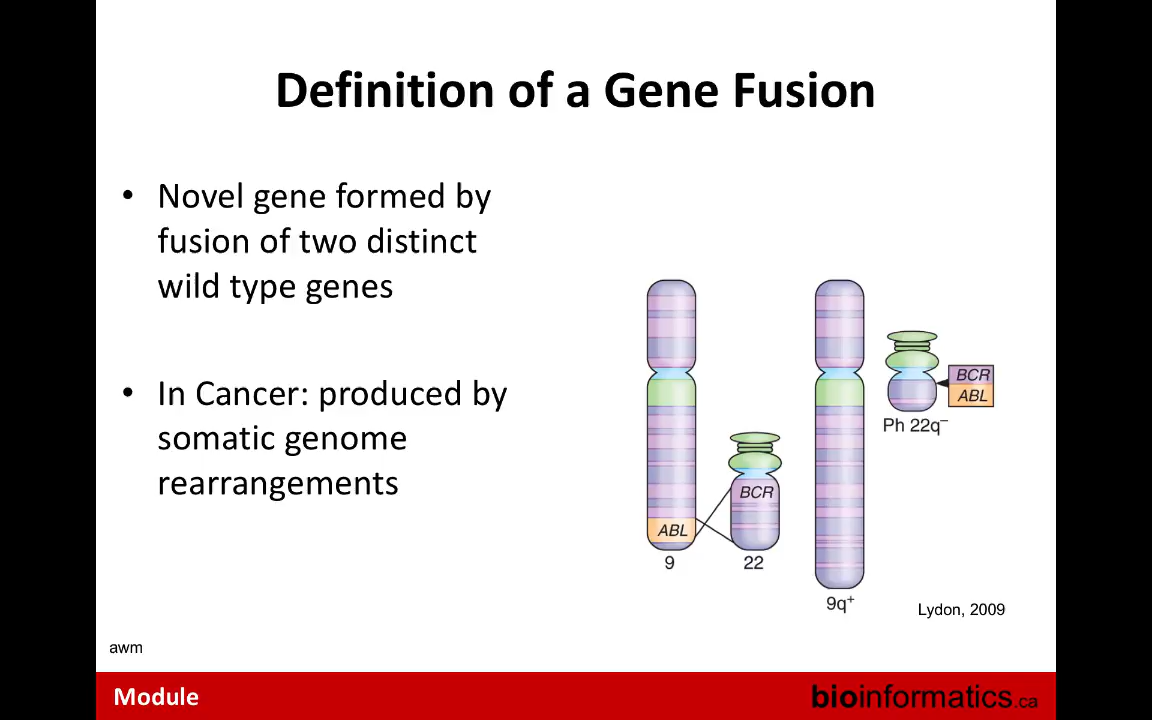 Definition of a Gene Fusion
• Novel gene formed by
fusion of two distinct
wild type genes
• In Cancer: produced by
somatic genome
rearrangements
ABL
9
BCR
22
9q+
BCR
ABL
Ph 22q–
Lydon, 2009
awm
Module
bioinformatics.ca